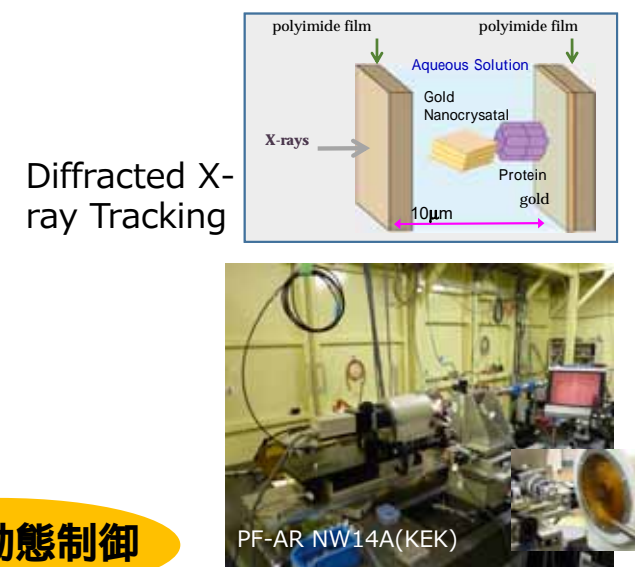 polyimide film
polyimide film
Aqueous Solution
Gold
Nanocrysatal
X-rays
Protein
gold
10μm
Diffracted X-
ray Tracking
PF-AR NW14A(KEK)
態制御